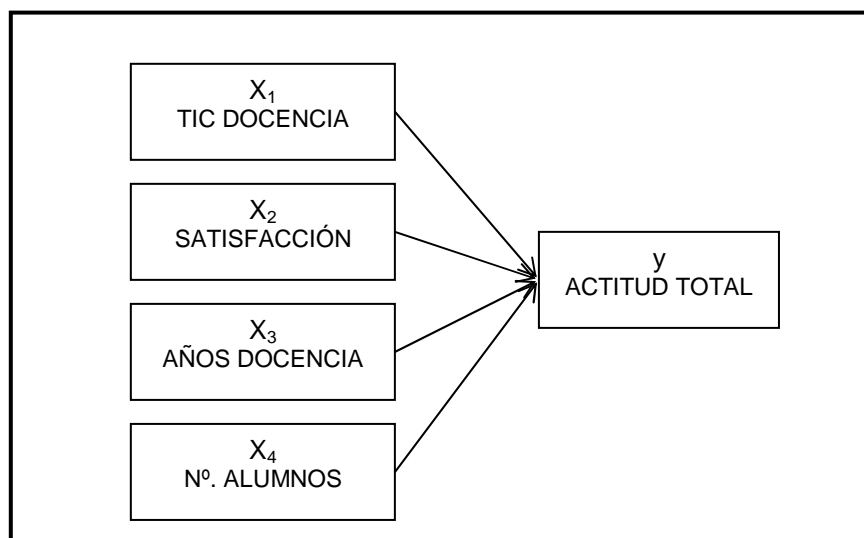 X₁
TIC DOCENCIA
X₂
SATISFACCIÓN
X₃
AÑOS DOCENCIA
X₄
Nº. ALUMNOS
y
ACTITUD TOTAL